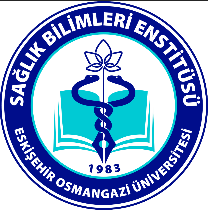 SAĞLIK BİLİMLERİ ENSTİTÜSÜ
1983
ESKİŞEHİR OSMANGAZİ ÜNİVERSİTESİ